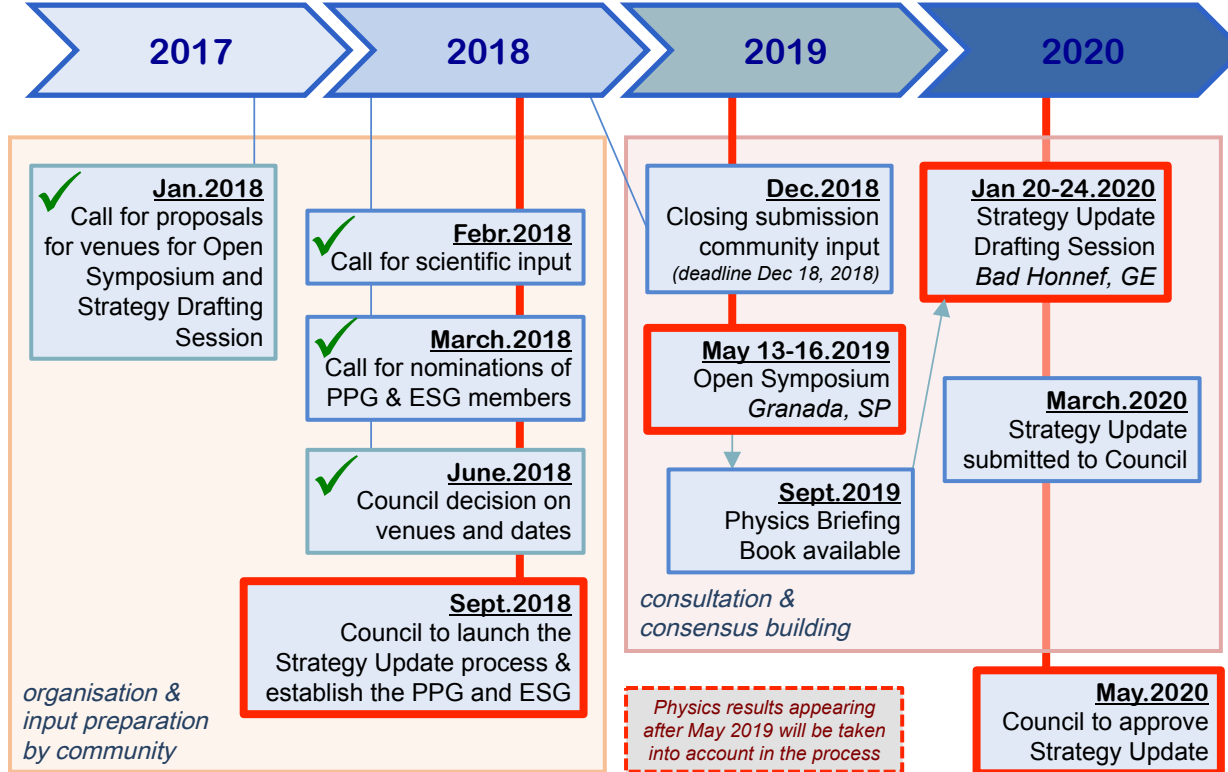 2017
2018
2019
2020
Jan.2018
Call for proposals
for venues for Open
Symposium and
Strategy Drafting
Session
Febr.2018
Call for scientific input
March.2018
Call for nominations of
PPG & ESG members
June.2018
Council decision on
venues and dates
Sept.2018
Council to launch the
Strategy Update process &
establish the PPG and ESG
organisation &
input preparation
by community
Dec.2018
Closing submission
community input
(deadline Dec 18, 2018)
May 13-16.2019
Open Symposium
Granada, SP
Sept.2019
Physics Briefing
Book available
consultation &
consensus building
Physics results appearing
after May 2019 will be taken
into account in the process
Jan 20-24.2020
Strategy Update
Drafting Session
Bad Honnef, GE
March.2020
Strategy Update
submitted to Council
May.2020
Council to approve
Strategy Update